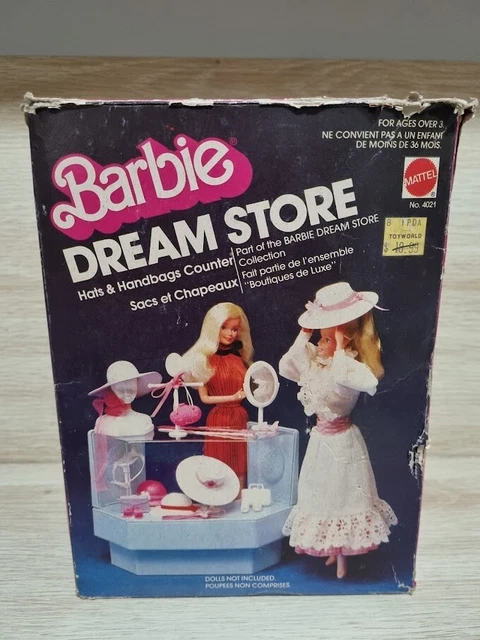 FOR AGES OVER 3.
NE CONVIENT PAS A UN ENFANT
DE MOINS DE 36 MOIS.
Barbie®
MATTEL
®
No. 4021
DREAM STORE
Hats & Handbags Counter
Sacs et Chapeaux
Part of the BARBIE DREAM STORE
Collection
Fait partie de l'ensemble
"Boutiques de Luxe"
TOYWORLD
DOLLS NOT INCLUDED.
POUPEES NON COMPRISES.